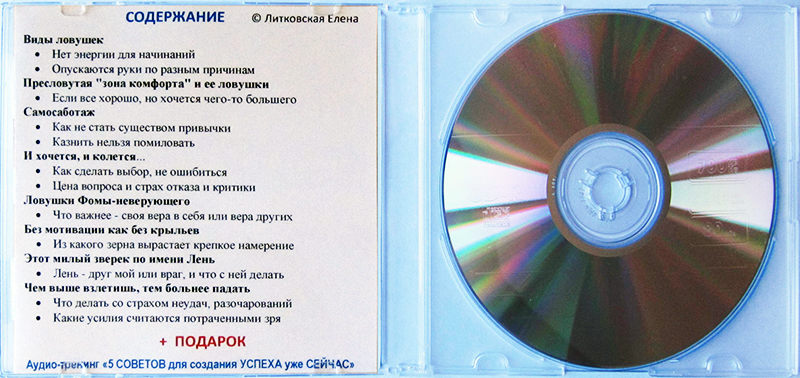 СОДЕРЖАНИЕ © Литковская Елена
Виды ловушек
• Нет энергии для начинаний
• Опускаются руки по разным причинам
Пресловутая "зона комфорта" и ее ловушки
• Если все хорошо, но хочется чего-то большего
Самосаботаж
• Как не стать существом привычки
• Казнить нельзя помиловать
И хочется, и колется...
• Как сделать выбор, не ошибиться
• Цена вопроса и страх отказа и критики
Ловушки Фомы-неверующего
• Что важнее - своя вера в себя или вера других
Без мотивации как без крыльев
• Из какого зерна вырастает крепкое намерение
Этот милый зверек по имени Лень
• Лень - друг мой или враг, и что с ней делать
Чем выше взлетишь, тем больнее падать
• Что делать со страхом неудач, разочарований
• Какие усилия считаются потраченными зря
+ ПОДАРОК
Аудио-тренинг «5 СОВЕТОВ для создания УСПЕХА уже СЕЙЧАС»